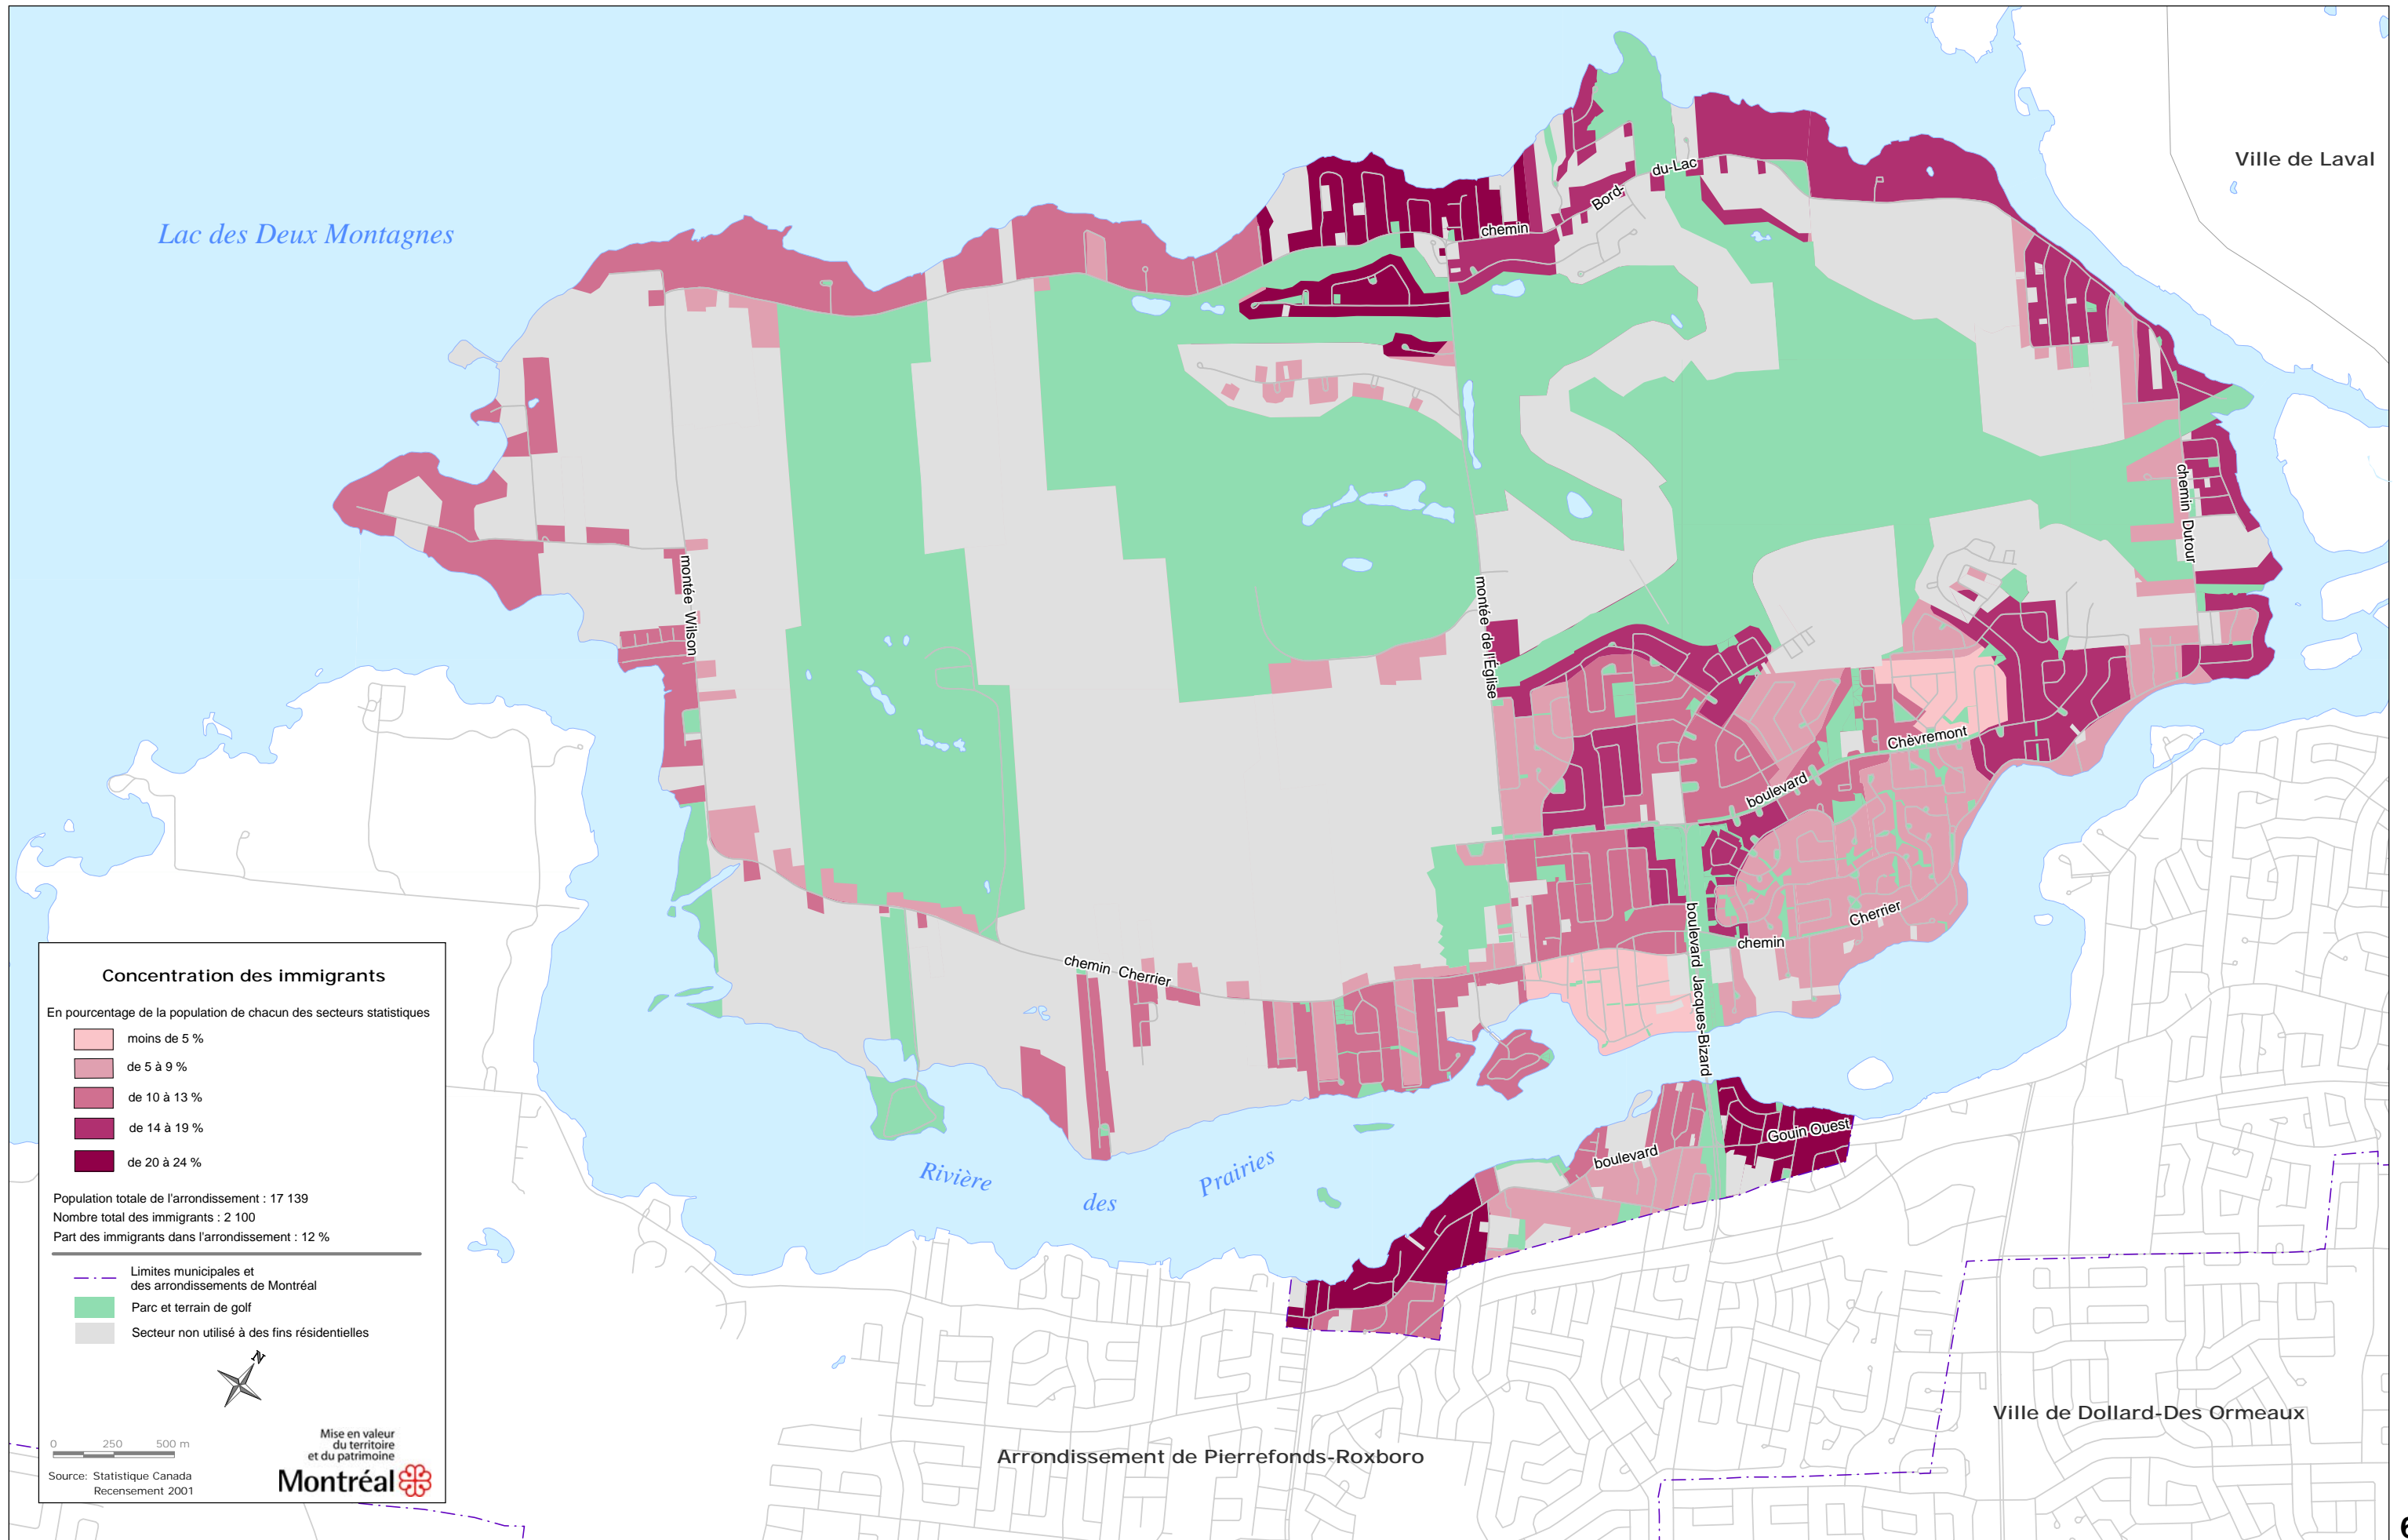 Ville de Laval
Lac des Deux Montagnes
du-Lac
Bord-
chemin
chemin Dutour
montée Wilson
montée de l'Église
Chèvremont
boulevard
Cherrier
chemin
boulevard Jacques-Bizard
chemin Cherrier
Gouin Ouest
boulevard
Rivière
des
Prairies
Concentration des immigrants
En pourcentage de la population de chacun des secteurs statistiques
moins de 5 %
de 5 à 9 %
de 10 à 13 %
de 14 à 19 %
de 20 à 24 %
Population totale de l'arrondissement : 17 139
Nombre total des immigrants : 2 100
Part des immigrants dans l'arrondissement : 12 %
Limites municipales et
des arrondissements de Montréal
Parc et terrain de golf
Secteur non utilisé à des fins résidentielles
N
0 250 500 m
Source: Statistique Canada
Recensement 2001
Mise en valeur
du territoire
et du patrimoine
Montréal
Ville de Dollard-Des Ormeaux
Arrondissement de Pierrefonds-Roxboro